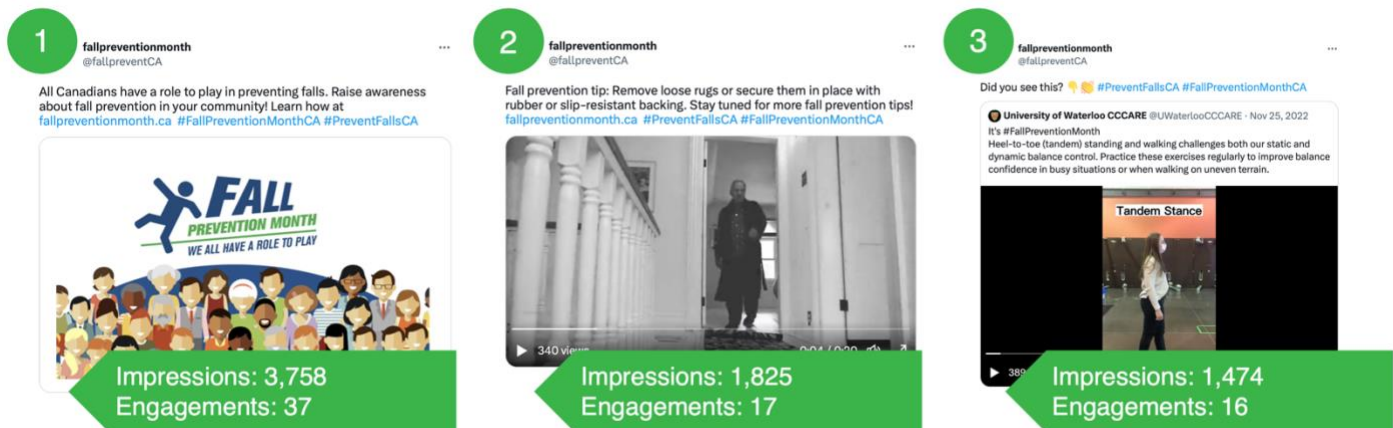 1
fallpreventionmonth
@fallpreventCA
All Canadians have a role to play in preventing falls. Raise awareness
about fall prevention in your community! Learn how at
fallpreventionmonth.ca #FallPreventionMonthCA #PreventFallsCA
FALL
PREVENTION MONTH
WE ALL HAVE A ROLE TO PLAY
Impressions: 3,758
Engagements: 37
2
fallpreventionmonth
@fallpreventCA
Fall prevention tip: Remove loose rugs or secure them in place with
rubber or slip-resistant backing. Stay tuned for more fall prevention tips!
fallpreventionmonth.ca #PreventFallsCA #FallPreventionMonthCA
340 views
0:04 / 0:20
Impressions: 1,825
Engagements: 17
3
fallpreventionmonth
@fallpreventCA
Did you see this? 👇👏 #PreventFallsCA #FallPreventionMonthCA
University of Waterloo CCCARE @UWaterlooCCCARE · Nov 25, 2022
It's #FallPreventionMonth
Heel-to-toe (tandem) standing and walking challenges both our static and
dynamic balance control. Practice these exercises regularly to improve balance
confidence in busy situations or when walking on uneven terrain.
Tandem Stance
389
Impressions: 1,474
Engagements: 16